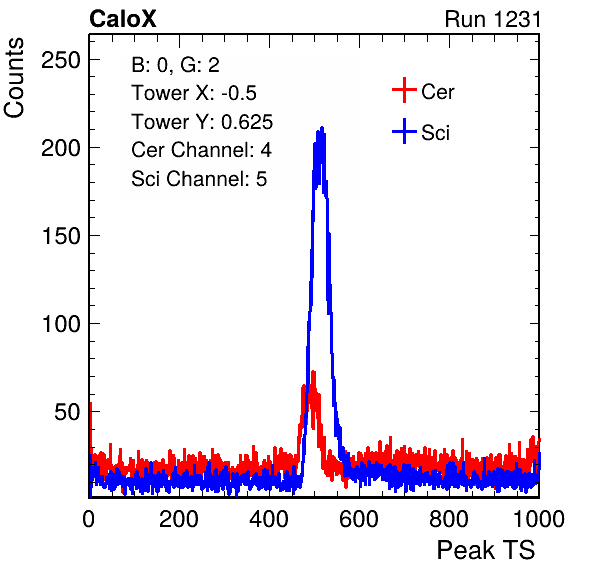 CaloX Run 1231
Counts
250
200
150
100
50
B: 0, G: 2
Tower X: -0.5
Tower Y: 0.625
Cer Channel: 4
Sci Channel: 5
Cer
Sci
0 200 400 600 800 1000
Peak TS